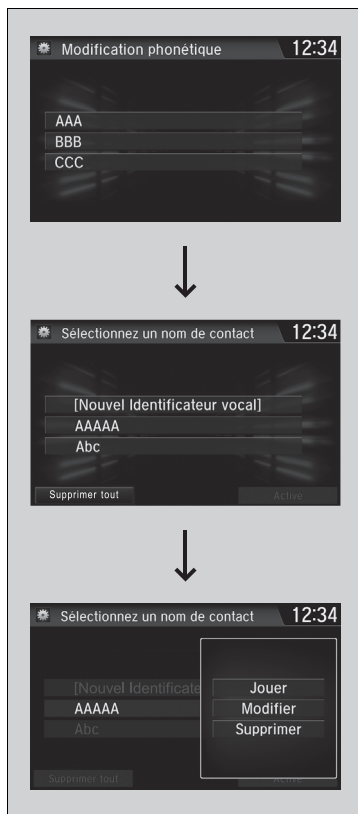 Modification phonétique 12:34
AAA
BBB
CCC
Sélectionnez un nom de contact 12:34
[Nouvel Identificateur vocal]
AAAAA
Abc
Supprimer tout Activé
Sélectionnez un nom de contact 12:34
[Nouvel Identificate
AAAAA
Abc
Jouer
Modifier
Supprimer
Supprimer tout Activé